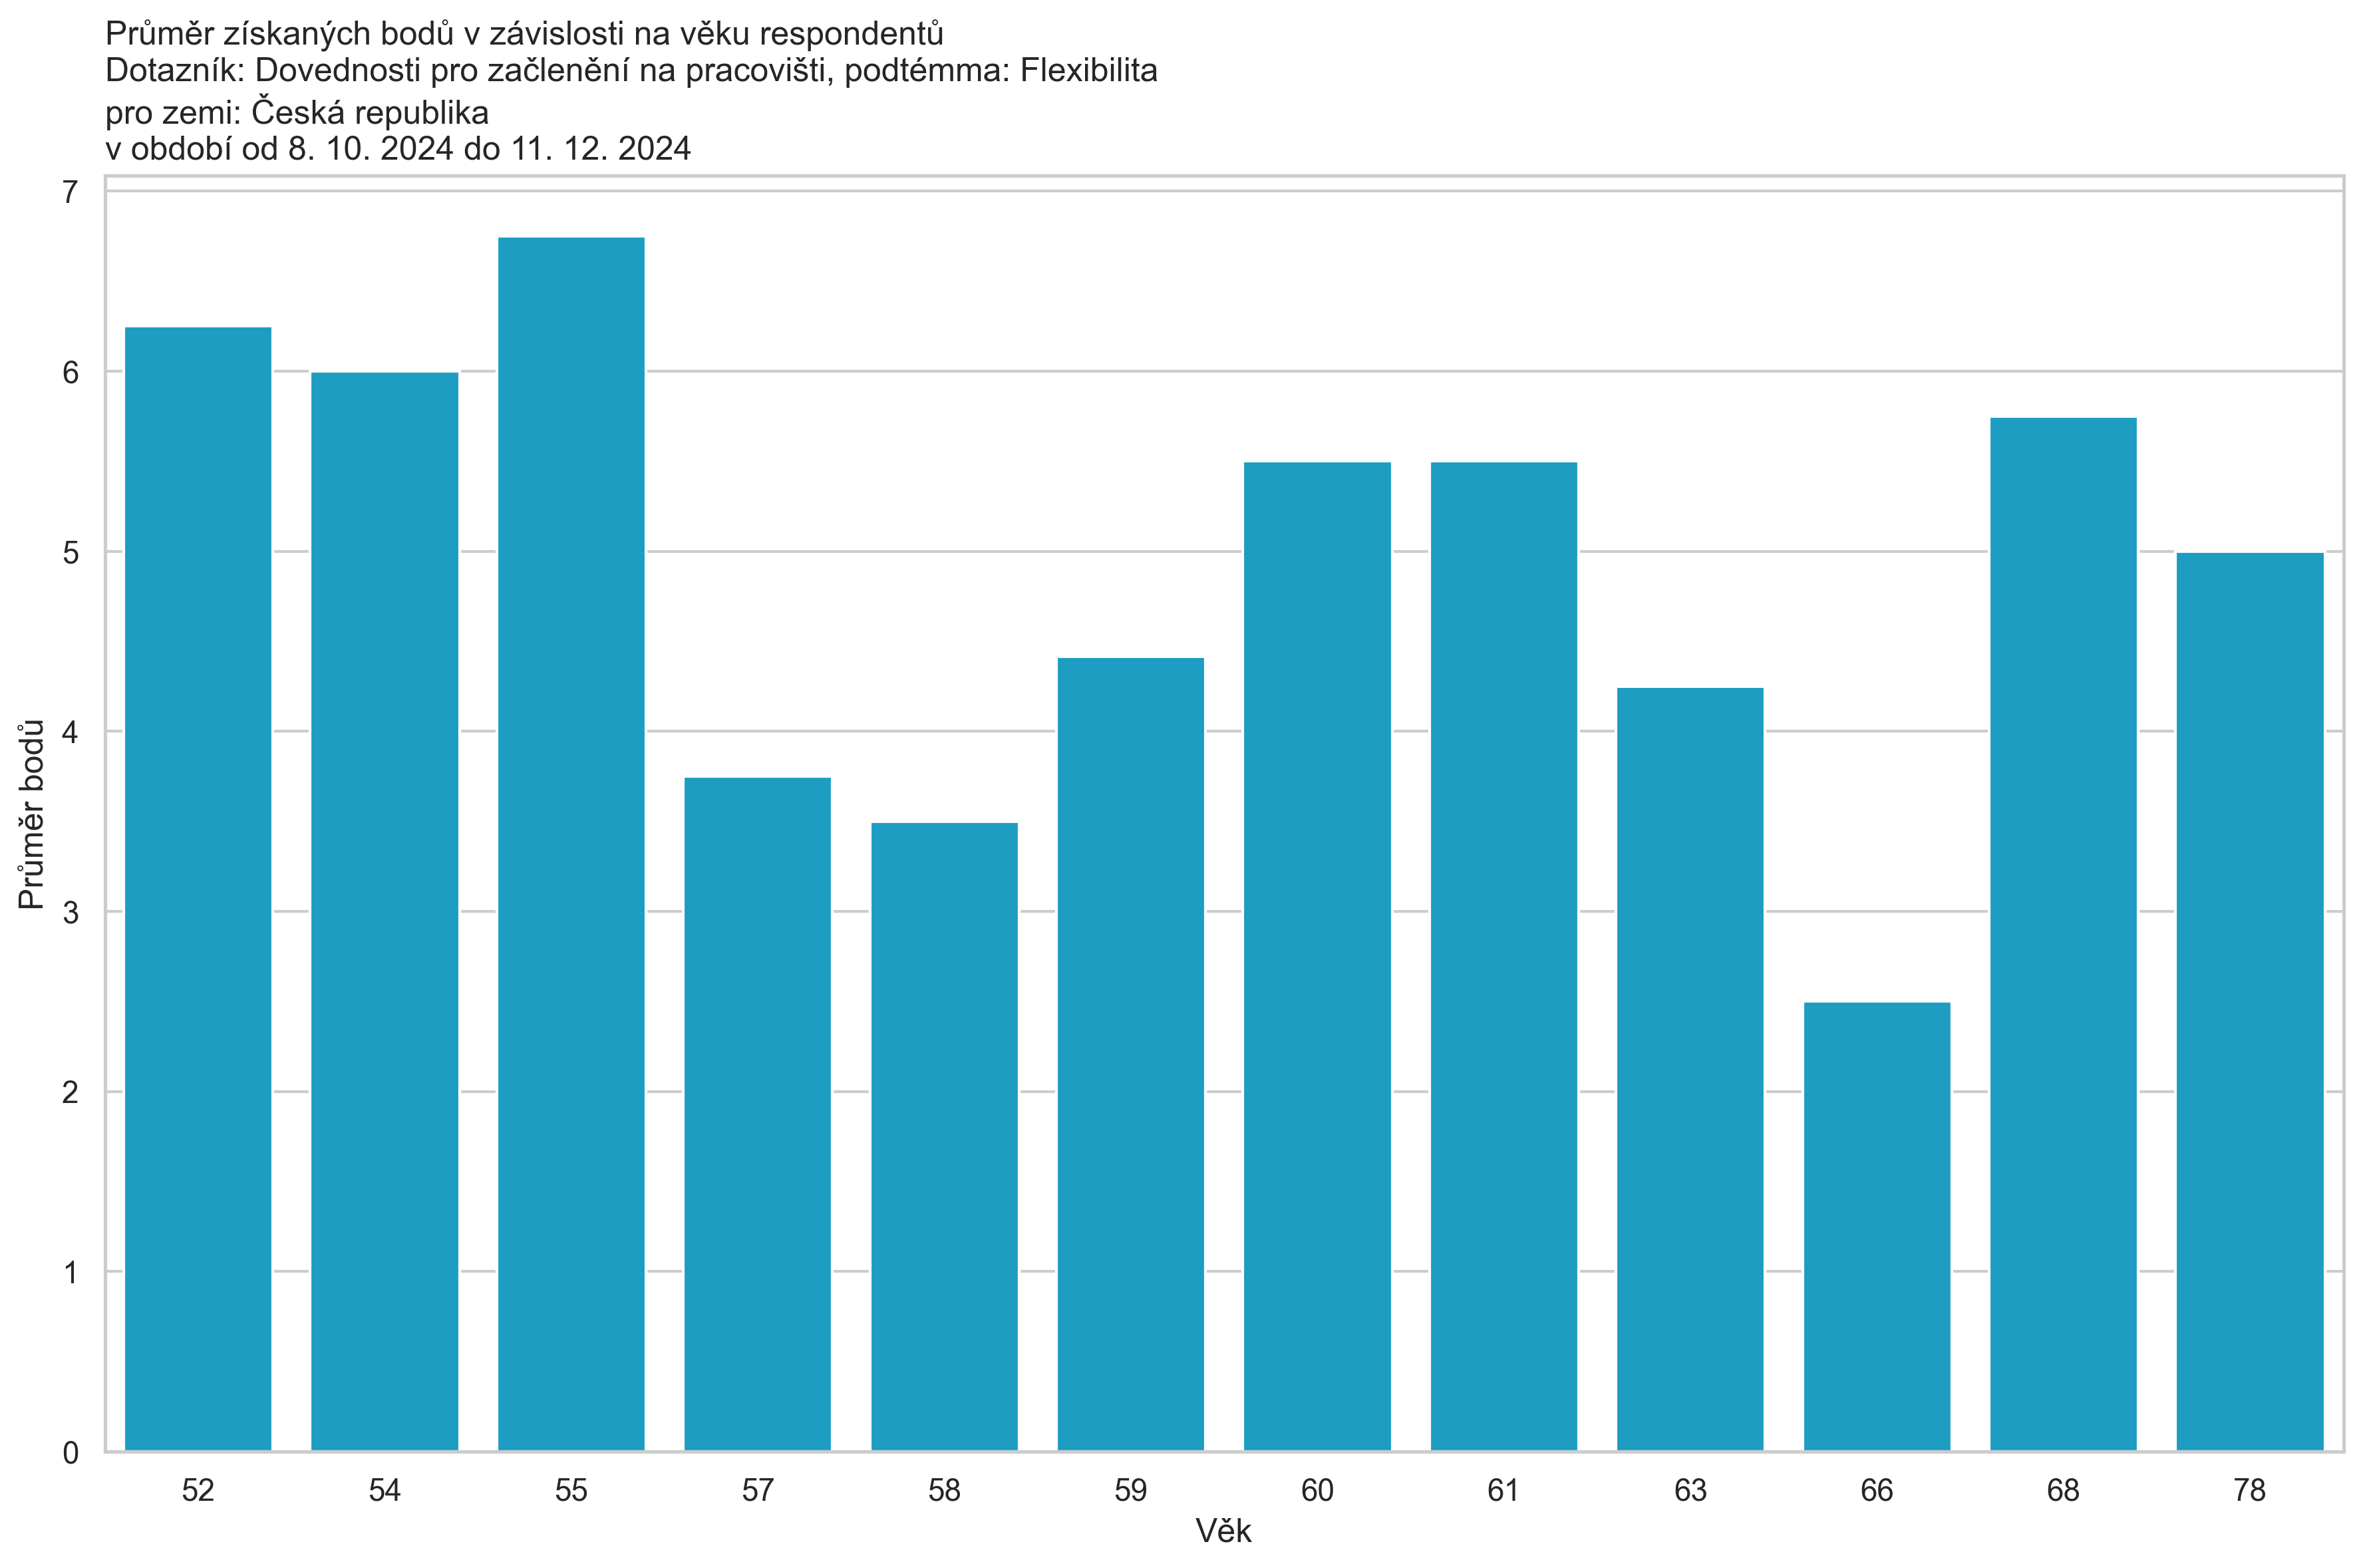 Průměr získaných bodů v závislosti na věku respondentů
Dotazník: Dovednosti pro začlenění na pracovišti, podtémma: Flexibilita
pro zemi: Česká republika
v období od 8. 10. 2024 do 11. 12. 2024
7
6
5
4
3
2
1
0
Průměr bodů
52 54 55 57 58 59 60 61 63 66 68 78
Věk